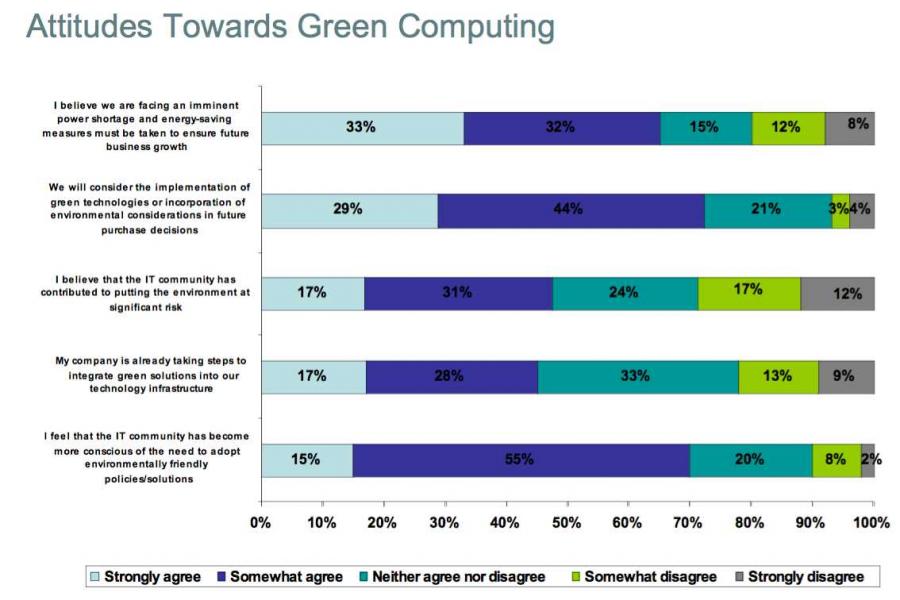 Attitudes Towards Green Computing
I believe we are facing an imminent
power shortage and energy-saving
measures must be taken to ensure future
business growth
33% 32% 15% 12% 8%
We will consider the implementation of
green technologies or incorporation of
environmental considerations in future
purchase decisions
29% 44% 21% 3% 4%
I believe that the IT community has
contributed to putting the environment at
significant risk
17% 31% 24% 17% 12%
My company is already taking steps to
integrate green solutions into our
technology infrastructure
17% 28% 33% 13% 9%
I feel that the IT community has become
more conscious of the need to adopt
environmentally friendly
policies/solutions
15% 55% 20% 8% 2%
0% 10% 20% 30% 40% 50% 60% 70% 80% 90% 100%
Strongly agree Somewhat agree Neither agree nor disagree Somewhat disagree Strongly disagree